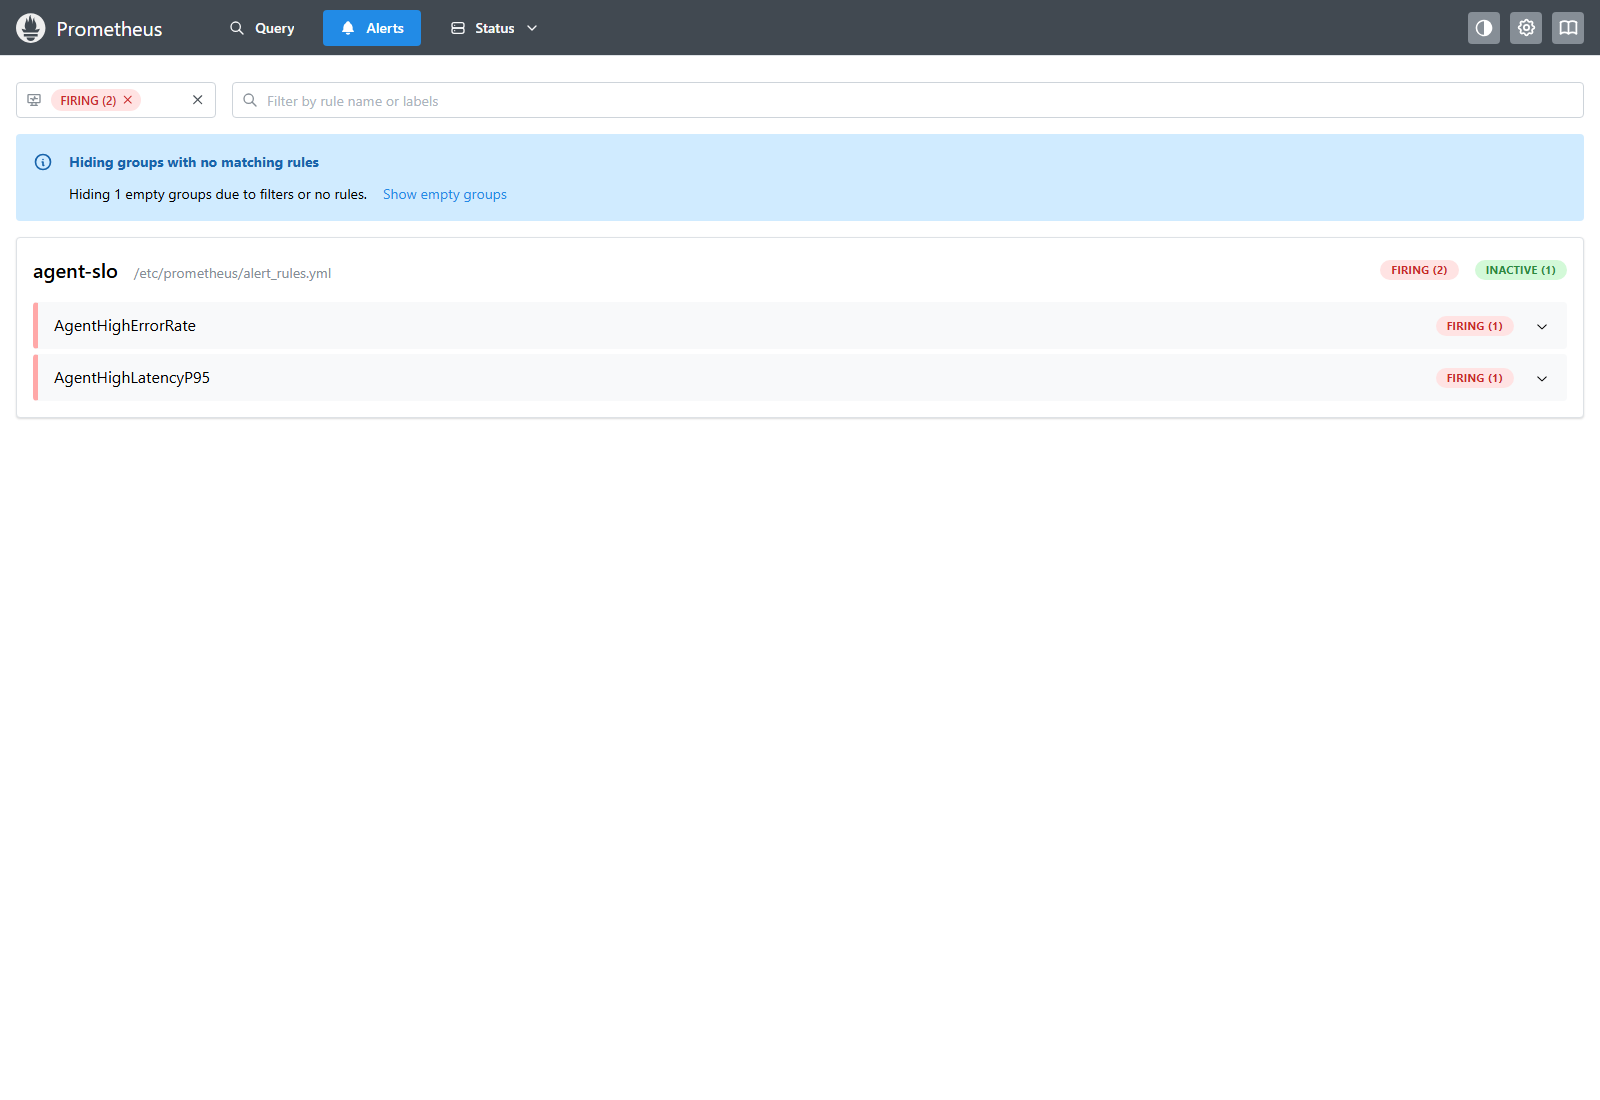 Prometheus Query Alerts Status
FIRING (2) Filter by rule name or labels
Hiding groups with no matching rules
Hiding 1 empty groups due to filters or no rules. Show empty groups
agent-slo /etc/prometheus/alert_rules.yml FIRING (2) INACTIVE (1)
AgentHighErrorRate FIRING (1)
AgentHighLatencyP95 FIRING (1)